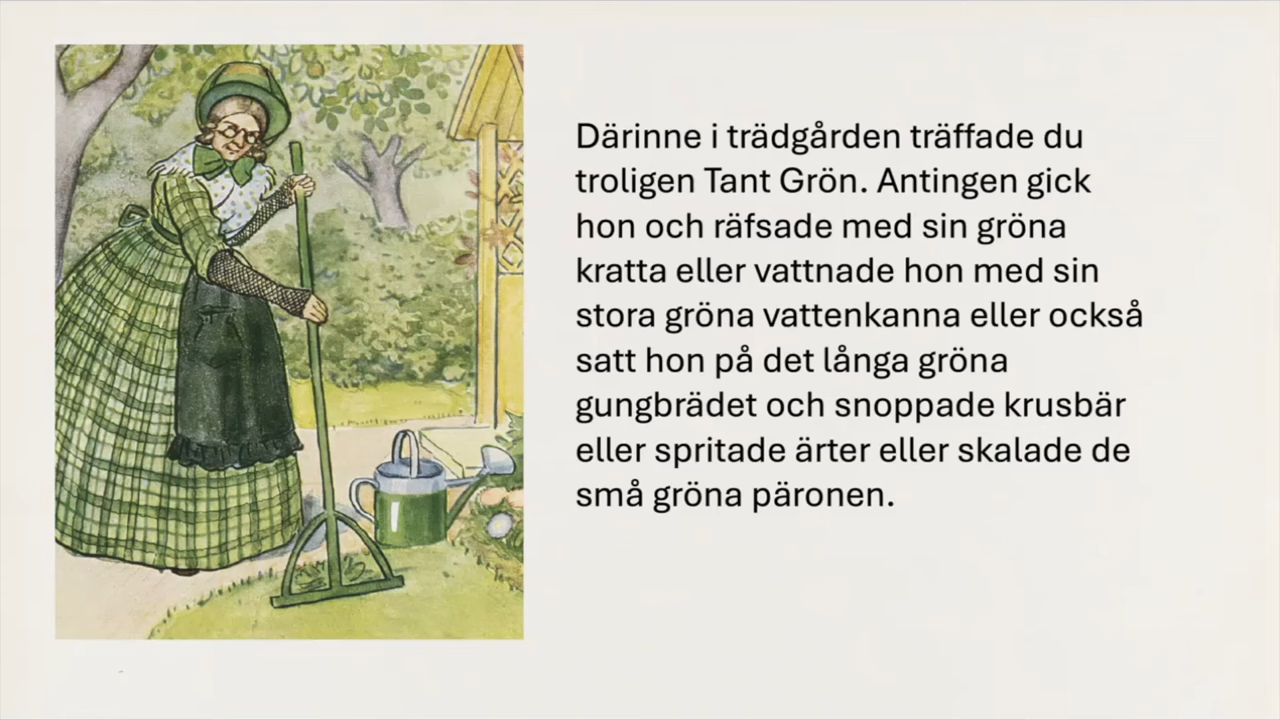 Därinne i trädgården träffade du
troligen Tant Grön. Antingen gick
hon och räfsade med sin gröna
kratta eller vattnade hon med sin
stora gröna vattenkanna eller också
satt hon på det långa gröna
gungbrädet och snoppade krusbär
eller spritade ärter eller skalade de
små gröna päronen.